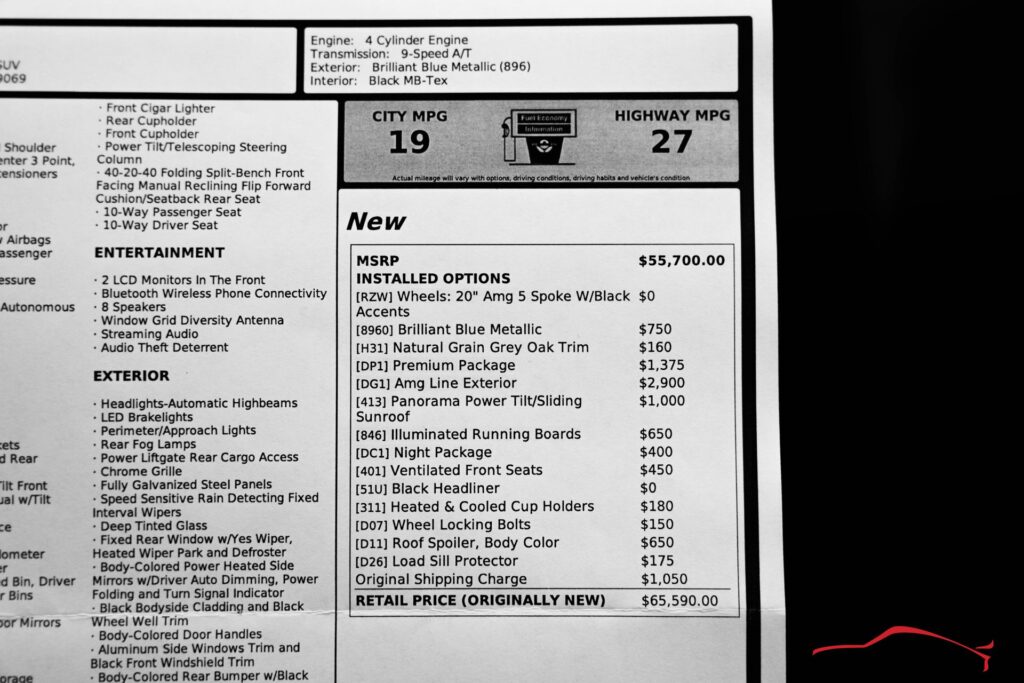 SUV
9069
Engine: 4 Cylinder Engine
Transmission: 9-Speed A/T
Exterior: Brilliant Blue Metallic (896)
Interior: Black MB-Tex
Shoulder
enter 3 Point,
ensioners
Airbags
assenger
essure
Autonomous
d Rear
ilt Front
ual w/Tilt
ce
lometer
er
d Bin, Driver
r Bins
oor Mirrors
orage
· Front Cigar Lighter
· Rear Cupholder
· Front Cupholder
· Power Tilt/Telescoping Steering
Column
· 40-20-40 Folding Split-Bench Front
Facing Manual Reclining Flip Forward
Cushion/Seatback Rear Seat
· 10-Way Passenger Seat
· 10-Way Driver Seat
ENTERTAINMENT
· 2 LCD Monitors In The Front
· Bluetooth Wireless Phone Connectivity
· 8 Speakers
· Window Grid Diversity Antenna
· Streaming Audio
· Audio Theft Deterrent
EXTERIOR
· Headlights-Automatic Highbeams
· LED Brakelights
· Perimeter/Approach Lights
· Rear Fog Lamps
· Power Liftgate Rear Cargo Access
· Chrome Grille
· Fully Galvanized Steel Panels
· Speed Sensitive Rain Detecting Fixed
Interval Wipers
· Deep Tinted Glass
· Fixed Rear Window w/Yes Wiper,
Heated Wiper Park and Defroster
· Body-Colored Power Heated Side
Mirrors w/Driver Auto Dimming, Power
Folding and Turn Signal Indicator
· Black Bodyside Cladding and Black
Wheel Well Trim
· Body-Colored Door Handles
· Aluminum Side Windows Trim and
Black Front Windshield Trim
· Body-Colored Rear Bumper w/Black
CITY MPG
19
Fuel Economy
Information
HIGHWAY MPG
27
Actual mileage will vary with options, driving conditions, driving habits and vehicle's condition
New
MSRP $55,700.00
INSTALLED OPTIONS
[RZW] Wheels: 20" Amg 5 Spoke W/Black $0
Accents
[8960] Brilliant Blue Metallic $750
[H31] Natural Grain Grey Oak Trim $160
[DP1] Premium Package $1,375
[DG1] Amg Line Exterior $2,900
[413] Panorama Power Tilt/Sliding $1,000
Sunroof
[846] Illuminated Running Boards $650
[DC1] Night Package $400
[401] Ventilated Front Seats $450
[51U] Black Headliner $0
[311] Heated & Cooled Cup Holders $180
[D07] Wheel Locking Bolts $150
[D11] Roof Spoiler, Body Color $650
[D26] Load Sill Protector $175
Original Shipping Charge $1,050
RETAIL PRICE (ORIGINALLY NEW) $65,590.00